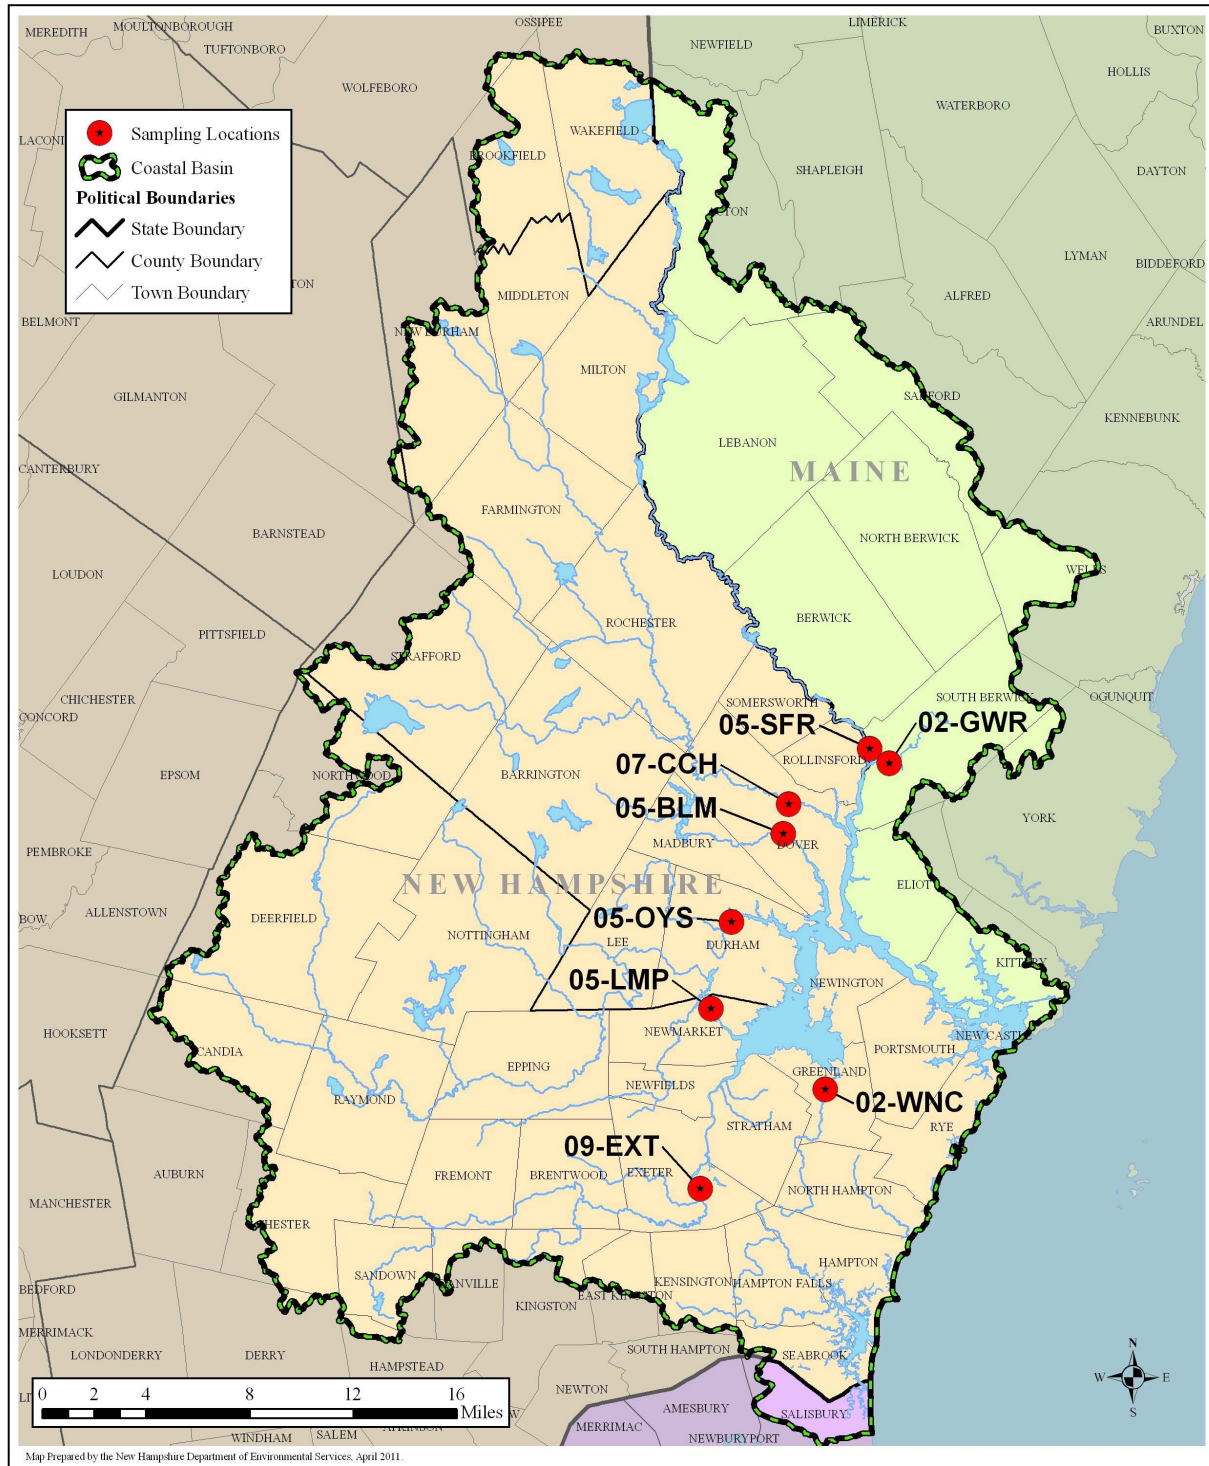 MEREDITH
MOULTONBOROUGH
TUFTONBORO
OSSIPEE
LIMERICK
BUXTON
NEWFIELD
HOLLIS
WOLFEBORO
WATERBORO
WAKEFIELD
BROOKFIELD
SHAPLEIGH
DAYTON
Sampling Locations
Coastal Basin
Political Boundaries
State Boundary
County Boundary
Town Boundary
LYMAN
BIDDEFORD
MIDDLETON
ALFRED
BELMONT
NEW DURHAM
ARUNDEL
MILTON
GILMANTON
SANFORD
KENNEBUNK
LEBANON
MAINE
CANTERBURY
FARMINGTON
BARNSTEAD
NORTH BERWICK
LOUDON
WELLS
BERWICK
ROCHESTER
PITTSFIELD
STRAFFORD
CHICHESTER
CONCORD
SOMERSWORTH
SOUTH BERWICK
OGUNQUIT
05-SFR
02-GWR
EPSOM
NORTHWOOD
BARRINGTON
07-CCH
ROLLINSFORD
05-BLM
YORK
MADBURY
DOVER
PEMBROKE
NEW HAMPSHIRE
ELIOT
BOW
ALLENSTOWN
DEERFIELD
NOTTINGHAM
05-OYS
LEE
DURHAM
KITTERY
05-LMP
NEWINGTON
HOOKSETT
NEWMARKET
NEW CASTLE
CANDIA
PORTSMOUTH
EPPING
GREENLAND
RAYMOND
NEWFIELDS
02-WNC
STRATHAM
RYE
09-EXT
AUBURN
FREMONT
BRENTWOOD
EXETER
NORTH HAMPTON
MANCHESTER
SANDOWN
HAMPTON
KENSINGTON
HAMPTON FALLS
BEDFORD
EAST KINGSTON
KINGSTON
MERRIMACK
LONDONDERRY
DERRY
HAMPSTEAD
SOUTH HAMPTON
SEABROOK
N
W
E
S
0 2 4 8 12 16
Miles
NEWTON
AMESBURY
SALISBURY
MERRIMAC
NEWBURYPORT
WINDHAM
SALEM
Map Prepared by the New Hampshire Department of Environmental Services, April 2011.